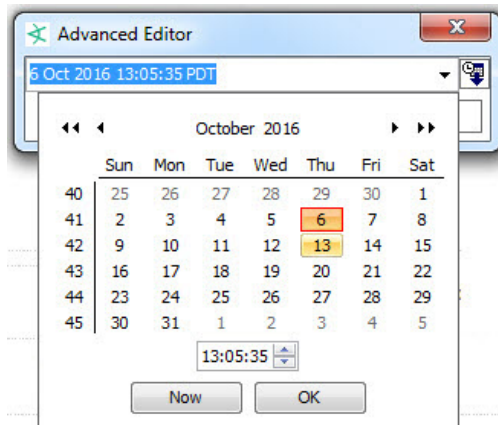 Advanced Editor
6 Oct 2016 13:05:35 PDT
October 2016
Sun Mon Tue Wed Thu Fri Sat
40 25 26 27 28 29 30 1
41 2 3 4 5 6 7 8
42 9 10 11 12 13 14 15
43 16 17 18 19 20 21 22
44 23 24 25 26 27 28 29
45 30 31 1 2 3 4 5
13:05:35
Now OK